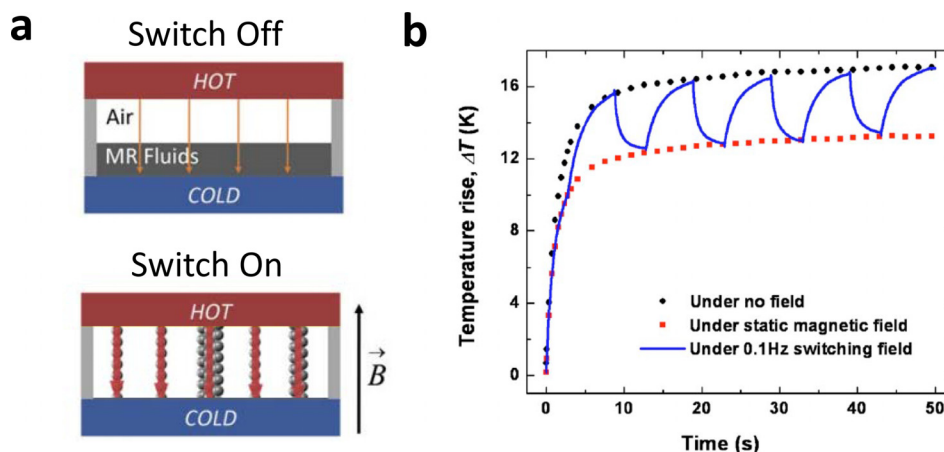 a
Switch Off
HOT
Air
MR Fluids
COLD
Switch On
HOT
COLD
B
b
Temperature rise, ΔT (K)
16
12
8
4
0
Under no field
Under static magnetic field
Under 0.1Hz switching field
0 10 20 30 40 50
Time (s)